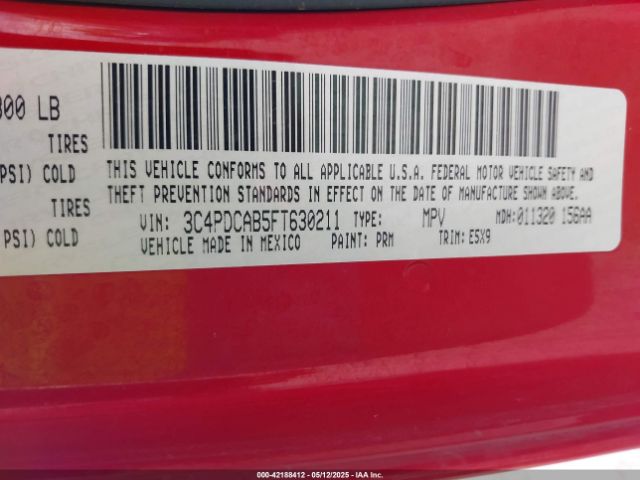 300 LB
TIRES
PSI) COLD
TIRES
PSI) COLD
THIS VEHICLE CONFORMS TO ALL APPLICABLE U.S.A. FEDERAL MOTOR VEHICLE SAFETY AND
THEFT PREVENTION STANDARDS IN EFFECT ON THE DATE OF MANUFACTURE SHOWN ABOVE.
VIN: 3C4PDCAB5FT630211 TYPE: MPV MDH:011320 156AA
VEHICLE MADE IN MEXICO PAINT: PRM TRIM: E5X9
000-42188412 - 05/12/2025 - IAA Inc.